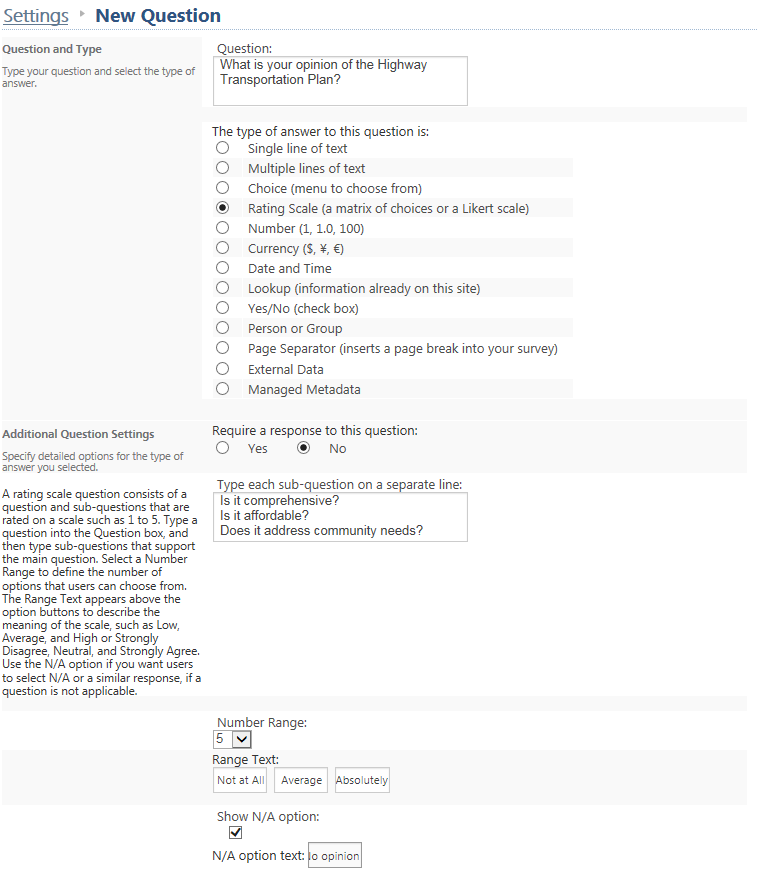 Settings New Question
Question and Type
Type your question and select the type of
answer.
Question:
What is your opinion of the Highway
Transportation Plan?
The type of answer to this question is:
Single line of text
Multiple lines of text
Choice (menu to choose from)
Rating Scale (a matrix of choices or a Likert scale)
Number (1, 1.0, 100)
Currency ($, ¥, €)
Date and Time
Lookup (information already on this site)
Yes/No (check box)
Person or Group
Page Separator (inserts a page break into your survey)
External Data
Managed Metadata
Additional Question Settings
Specify detailed options for the type of
answer you selected.
A rating scale question consists of a
question and sub-questions that are
rated on a scale such as 1 to 5. Type a
question into the Question box, and
then type sub-questions that support
the main question. Select a Number
Range to define the number of
options that users can choose from.
The Range Text appears above the
option buttons to describe the
meaning of the scale, such as Low,
Average, and High or Strongly
Disagree, Neutral, and Strongly Agree.
Use the N/A option if you want users
to select N/A or a similar response, if a
question is not applicable.
Require a response to this question:
Yes No
Type each sub-question on a separate line:
Is it comprehensive?
Is it affordable?
Does it address community needs?
Number Range:
5
Range Text:
Not at All Average Absolutely
Show N/A option:
N/A option text: lo opinion